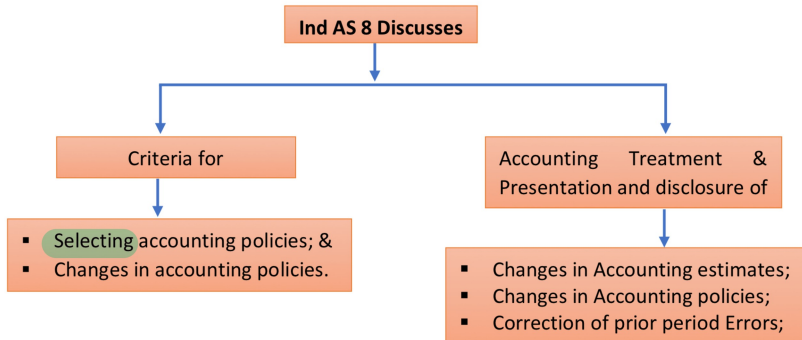 Ind AS 8 Discusses
Criteria for
▪ Selecting accounting policies; &
▪ Changes in accounting policies.
Accounting Treatment &
Presentation and disclosure of
▪ Changes in Accounting estimates;
▪ Changes in Accounting policies;
▪ Correction of prior period Errors;